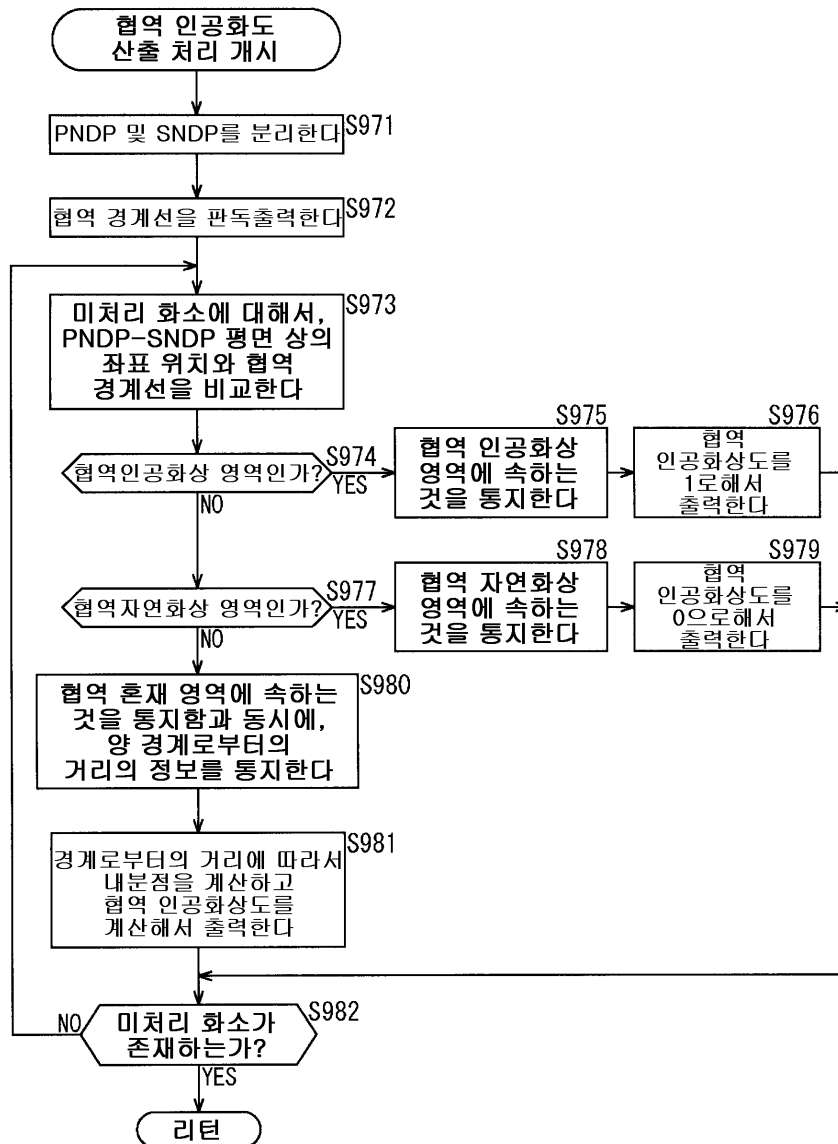 협역 인공화도
산출 처리 개시
PNDP 및 SNDP를 분리한다
S971
협역 경계선을 판독출력한다
S972
미처리 화소에 대해서,
PNDP-SNDP 평면 상의
좌표 위치와 협역
경계선을 비교한다
S973
협역인공화상 영역인가?
S974
YES
NO
협역 인공화상
영역에 속하는
것을 통지한다
S975
협역
인공화상도를
1로해서
출력한다
S976
협역자연화상 영역인가?
S977
YES
NO
협역 자연화상
영역에 속하는
것을 통지한다
S978
협역
인공화상도를
0으로해서
출력한다
S979
협역 혼재 영역에 속하는
것을 통지함과 동시에,
양 경계로부터의
거리의 정보를 통지한다
S980
경계로부터의 거리에 따라서
내분점을 계산하고
협역 인공화상도를
계산해서 출력한다
S981
미처리 화소가
존재하는가?
S982
NO
YES
리턴